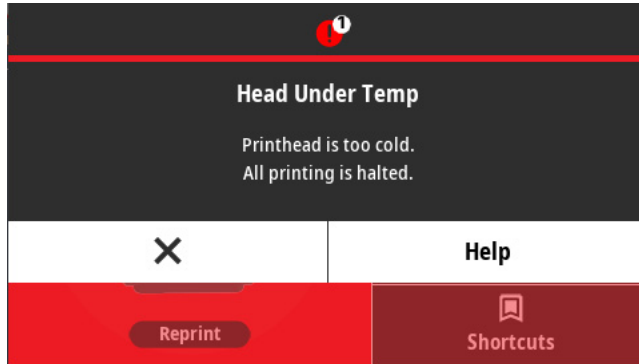 1
Head Under Temp
Printhead is too cold.
All printing is halted.
Help
Reprint
Shortcuts